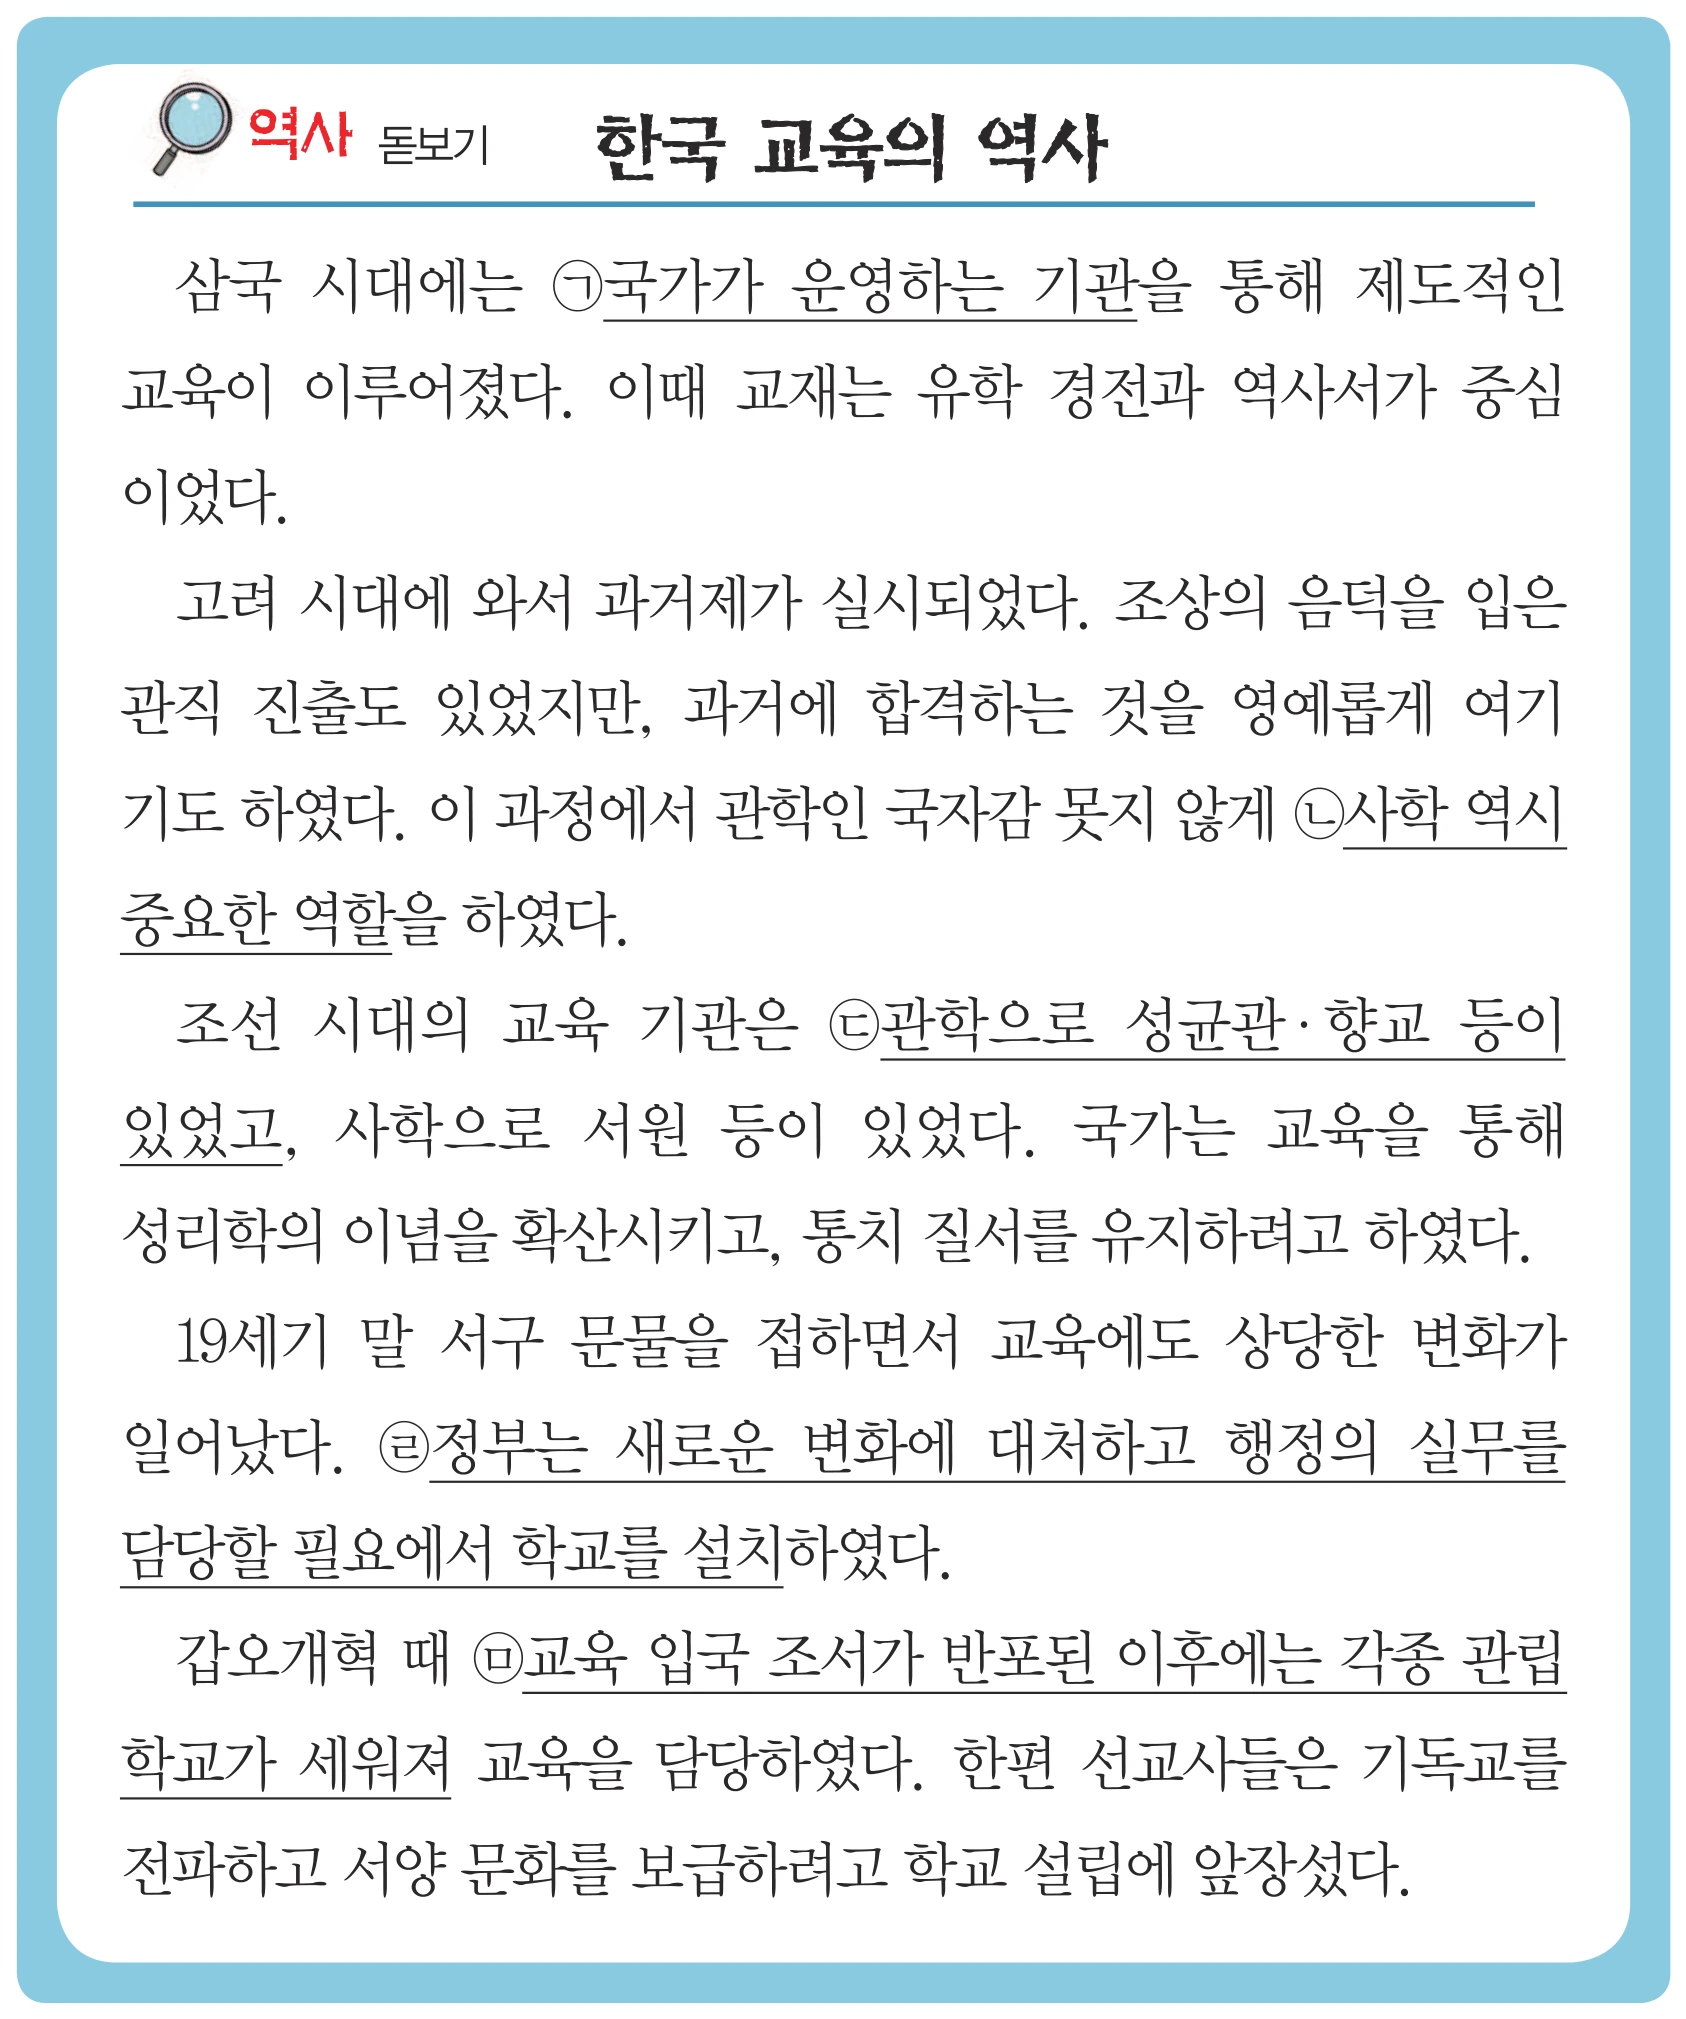 역사 돋보기 한국 교육의 역사
삼국 시대에는 ㉠국가가 운영하는 기관을 통해 제도적인
교육이 이루어졌다. 이때 교재는 유학 경전과 역사서가 중심
이었다.
고려 시대에 와서 과거제가 실시되었다. 조상의 음덕을 입은
관직 진출도 있었지만, 과거에 합격하는 것을 영예롭게 여기
기도 하였다. 이 과정에서 관학인 국자감 못지 않게 ㉡사학 역시
중요한 역할을 하였다.
조선 시대의 교육 기관은 ㉢관학으로 성균관·향교 등이
있었고, 사학으로 서원 등이 있었다. 국가는 교육을 통해
성리학의 이념을 확산시키고, 통치 질서를 유지하려고 하였다.
19세기 말 서구 문물을 접하면서 교육에도 상당한 변화가
일어났다. ㉣정부는 새로운 변화에 대처하고 행정의 실무를
담당할 필요에서 학교를 설치하였다.
갑오개혁 때 ㉤교육 입국 조서가 반포된 이후에는 각종 관립
학교가 세워져 교육을 담당하였다. 한편 선교사들은 기독교를
전파하고 서양 문화를 보급하려고 학교 설립에 앞장섰다.